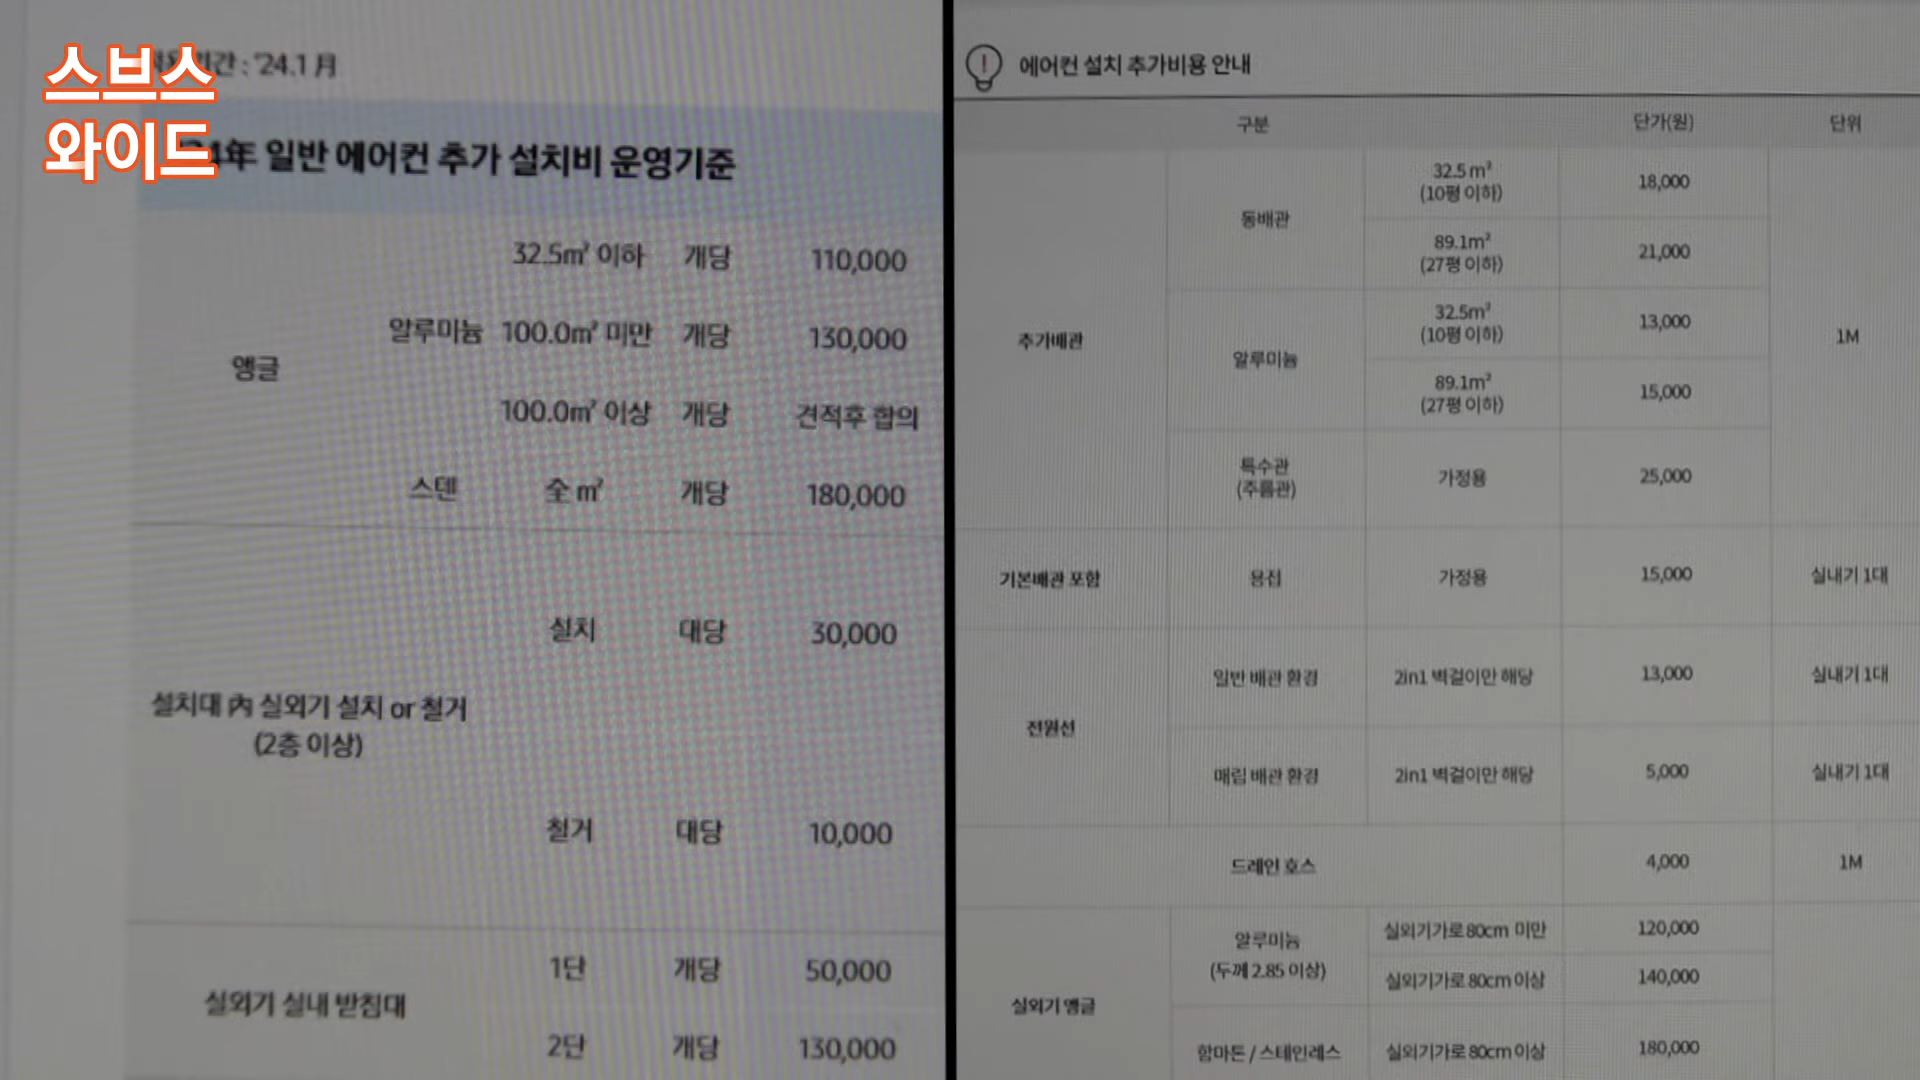 스브스
와이드
간 : '24.1 月
24年 일반 에어컨 추가 설치비 운영기준
앵글
알루미늄
32.5㎡ 이하 개당 110,000
100.0㎡ 미만 개당 130,000
100.0㎡ 이상 개당 견적후 합의
스텐 全 ㎡ 개당 180,000
설치대 內 실외기 설치 or 철거
(2층 이상)
설치 대당 30,000
철거 대당 10,000
실외기 실내 받침대
1단 개당 50,000
2단 개당 130,000
에어컨 설치 추가비용 안내
구분 단가(원) 단위
추가배관
동배관
32.5㎡
(10평 이하)
18,000
89.1㎡
(27평 이하)
21,000
알루미늄
32.5㎡
(10평 이하)
13,000
89.1㎡
(27평 이하)
15,000
특수관
(주름관)
가정용 25,000
1M
기본배관 포함 용접 가정용 15,000 실내기 1대
전원선
일반 배관 환경 2in1 벽걸이만 해당 13,000 실내기 1대
매립 배관 환경 2in1 벽걸이만 해당 5,000 실내기 1대
드레인 호스 4,000 1M
실외기 앵글
알루미늄
(두께 2.85 이상)
실외기가로 80cm 미만 120,000
실외기가로 80cm 이상 140,000
함마톤 / 스테인레스 실외기가로 80cm 이상 180,000